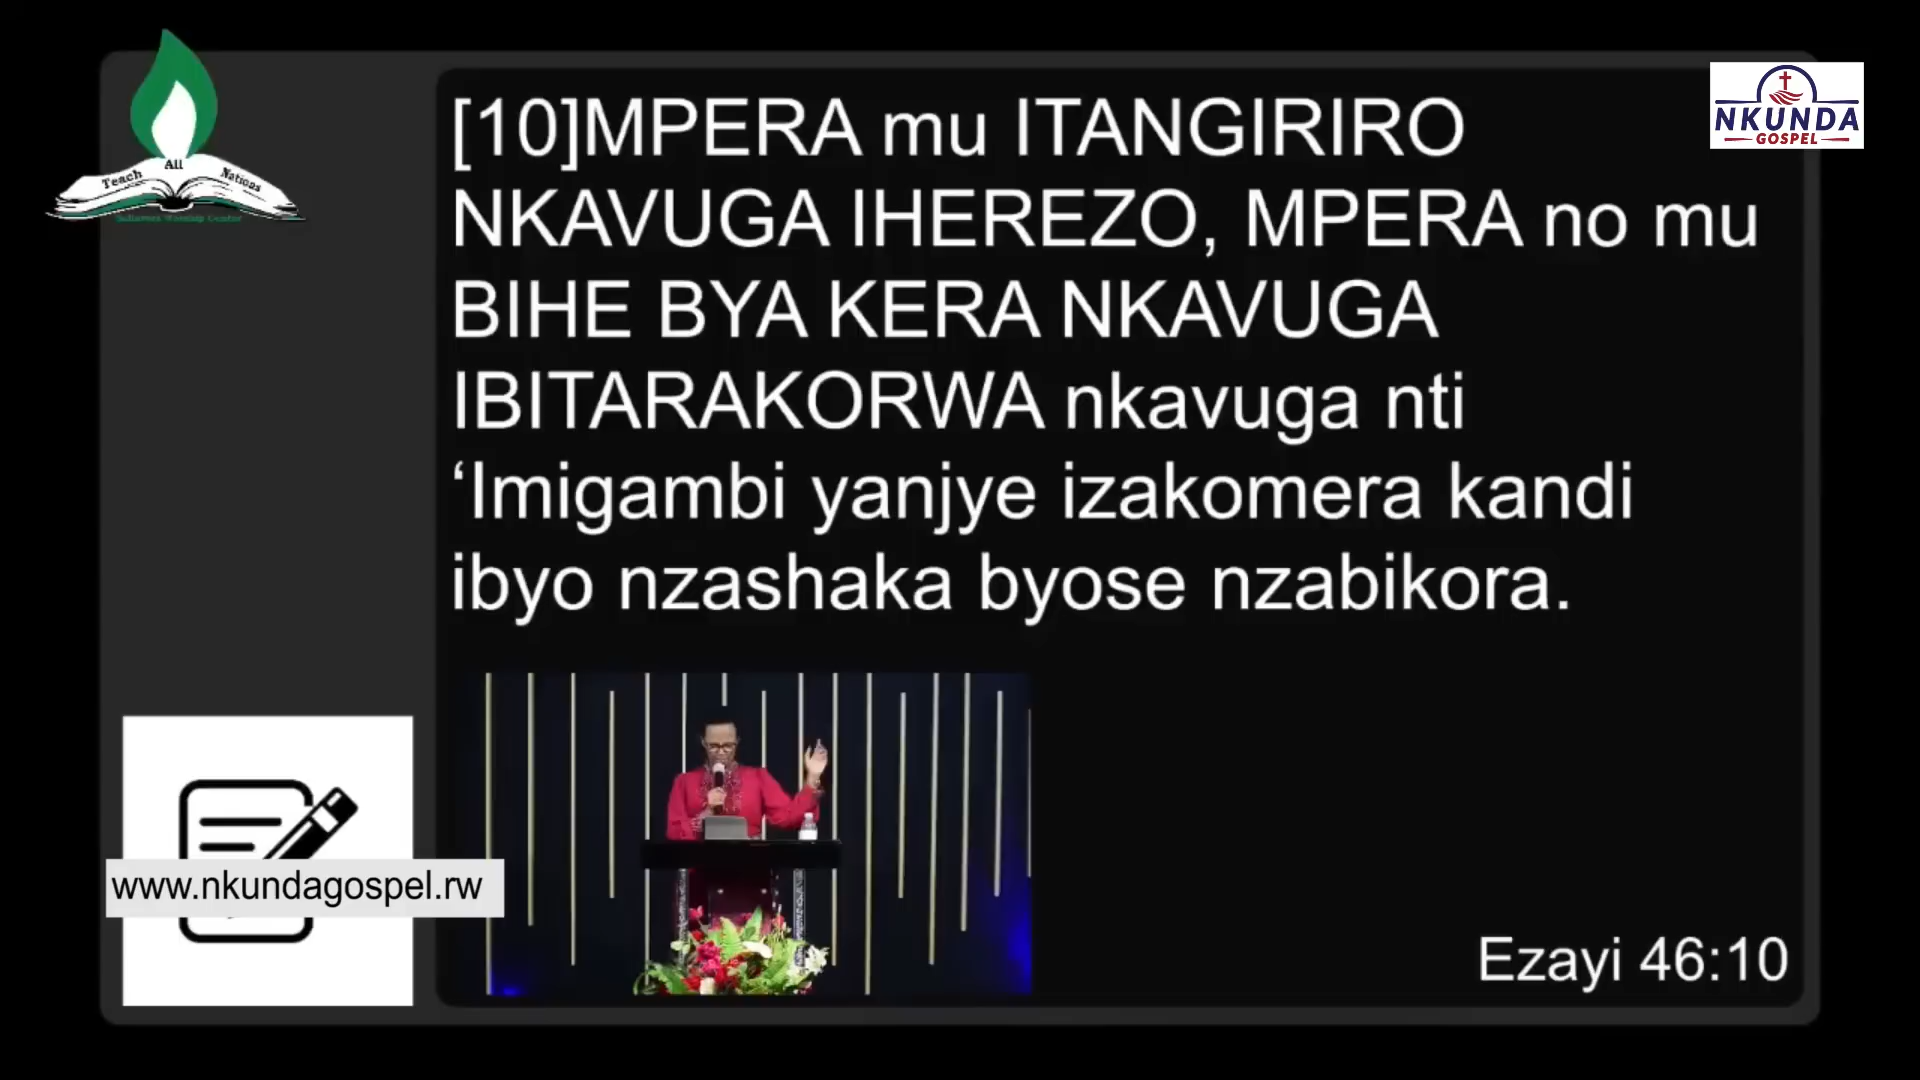 Teach All Nations
NKUNDA
GOSPEL
[10]MPERA mu ITANGIRIRO
NKAVUGA IHEREZO, MPERA no mu
BIHE BYA KERA NKAVUGA
IBITARAKORWA nkavuga nti
‘Imigambi yanjye izakomera kandi
ibyo nzashaka byose nzabikora.
www.nkundagospel.rw
Ezayi 46:10